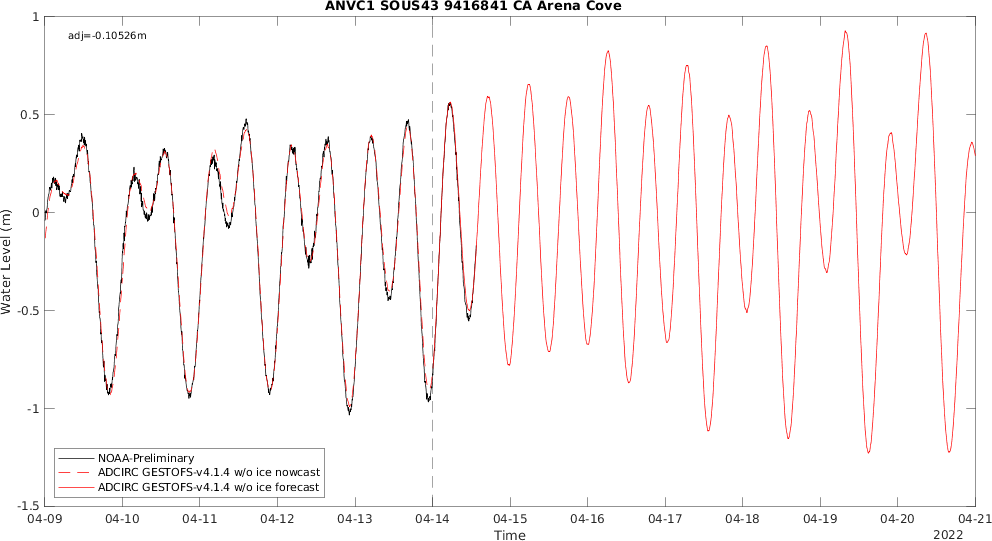 ANVC1 SOUS43 9416841 CA Arena Cove
adj=-0.10526m
Water Level (m)
1
0.5
0
-0.5
-1
-1.5
NOAA-Preliminary
ADCIRC GESTOFS-v4.1.4 w/o ice nowcast
ADCIRC GESTOFS-v4.1.4 w/o ice forecast
04-09 04-10 04-11 04-12 04-13 04-14 04-15 04-16 04-17 04-18 04-19 04-20 04-21
Time
2022